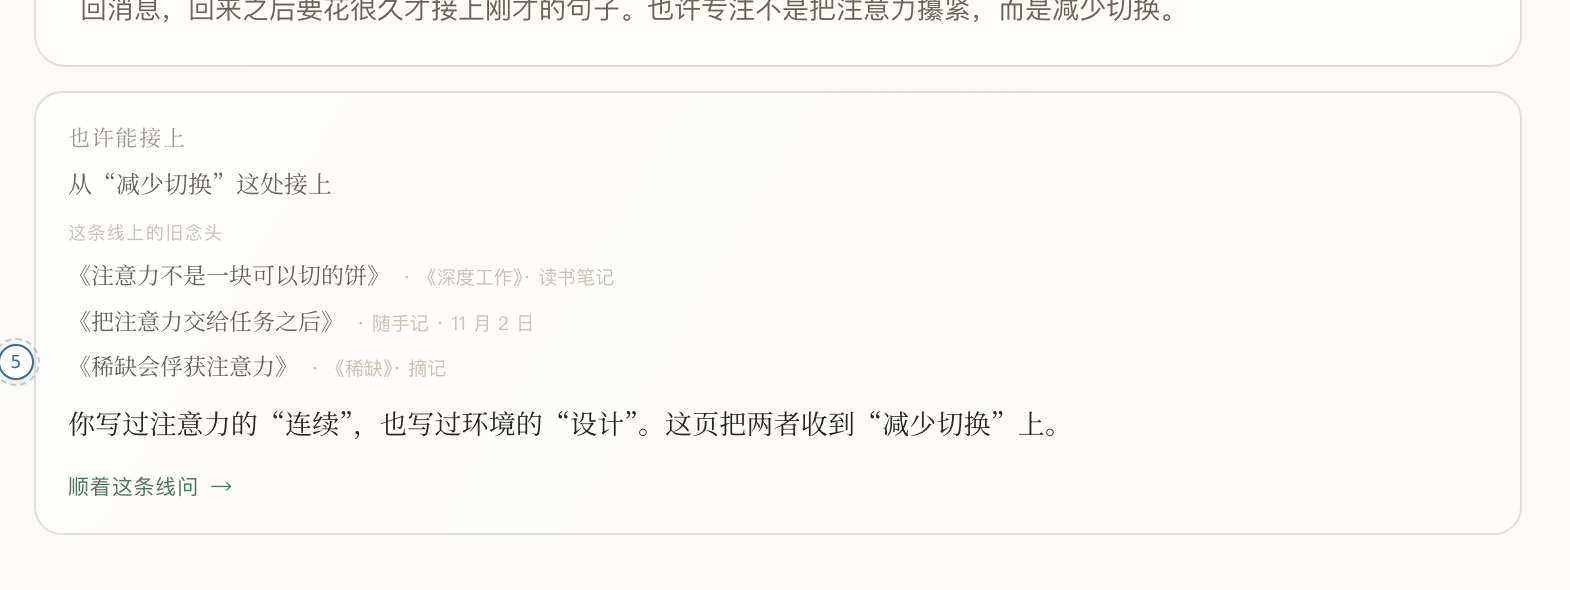 回消息，回来之后要花很久才接上刚才的句子。也许专注不是把注意力攥紧，而是减少切换。
也许能接上
从“减少切换”这处接上
这条线上的旧念头
《注意力不是一块可以切的饼》 · 《深度工作》· 读书笔记
《把注意力交给任务之后》 · 随手记 · 11 月 2 日
5
《稀缺会俘获注意力》 · 《稀缺》· 摘记
你写过注意力的“连续”，也写过环境的“设计”。这页把两者收到“减少切换”上。
顺着这条线问 →